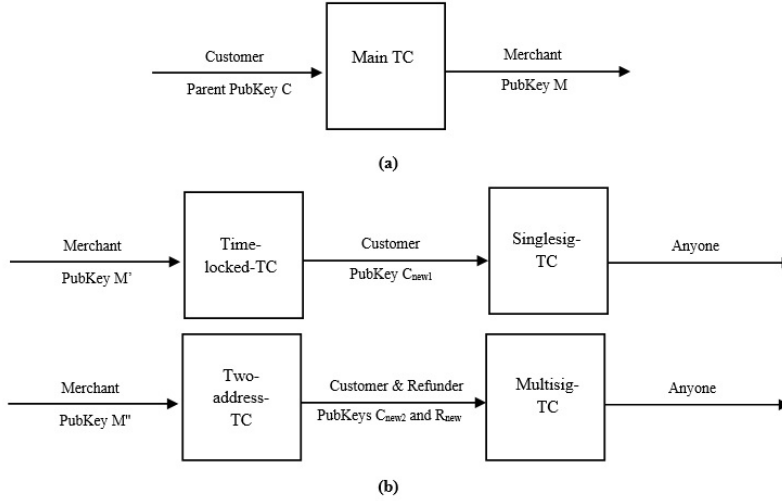 Customer
Parent PubKey C
Main TC
Merchant
PubKey M
(a)
Merchant
PubKey M'
Time-
locked-TC
Customer
PubKey Cnew1
Singlesig-
TC
Anyone
Merchant
PubKey M"
Two-
address-
TC
Customer & Refunder
PubKeys Cnew2 and Rnew
Multisig-
TC
Anyone
(b)